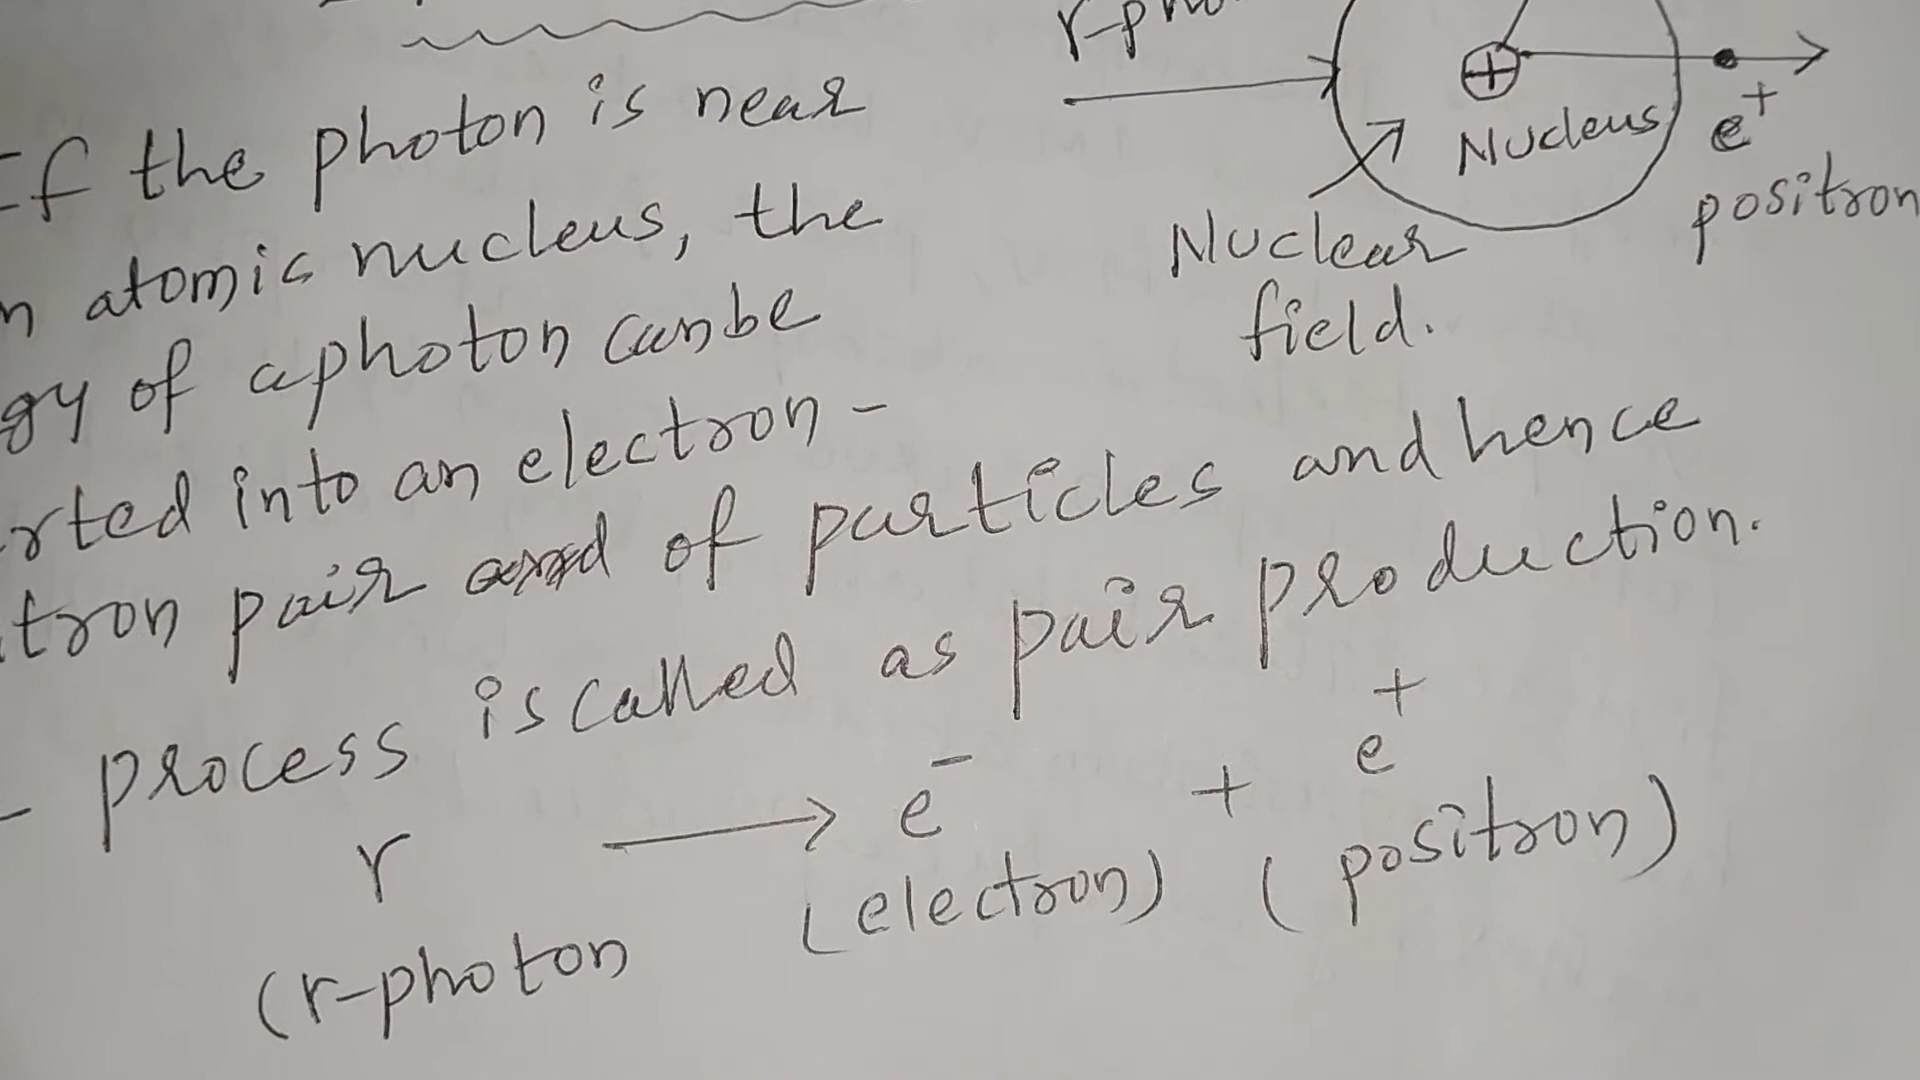 If the photon is near
n atomic nucleus, the
gy of a photon can be
rted into an electron-
tron pair of particles and hence
process is called as pair production.
r → e⁻ + e⁺
(r-photon (electron) (positron)
r-pho
Nucleus
e⁺
positron
Nuclear
field.